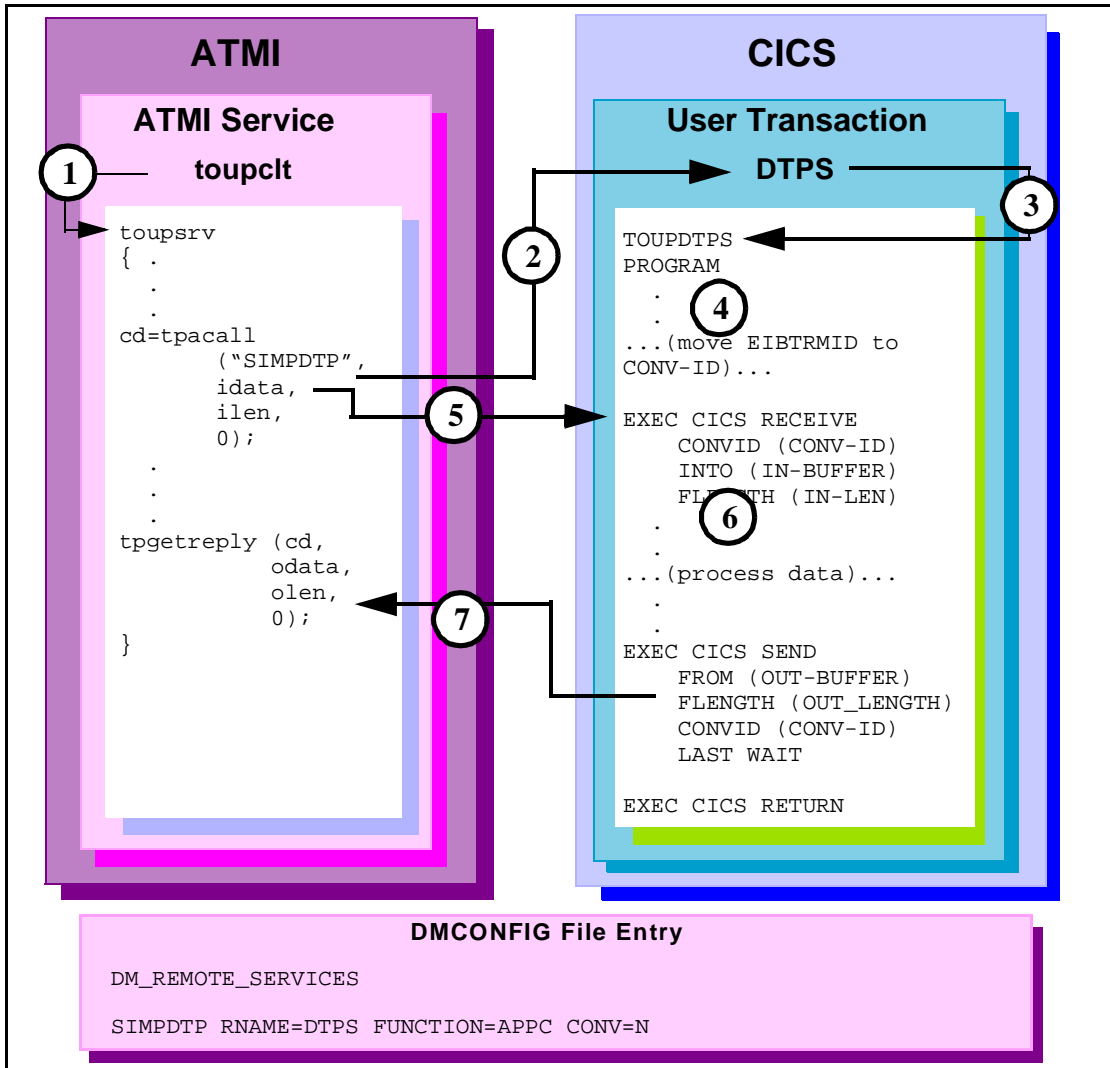 ATMI
ATMI Service
toupclt
1
toupsrv
{ .
.
.
cd=tpacall
(“SIMPDTP”,
idata,
ilen,
0);
.
.
.
tpgetreply (cd,
odata,
olen,
0);
}
2
5
7
CICS
User Transaction
DTPS
3
TOUPDTPS
PROGRAM
.
.
4
...(move EIBTRMID to
CONV-ID)...
EXEC CICS RECEIVE
CONVID (CONV-ID)
INTO (IN-BUFFER)
FLENGTH (IN-LEN)
.
.
6
...(process data)...
.
.
EXEC CICS SEND
FROM (OUT-BUFFER)
FLENGTH (OUT_LENGTH)
CONVID (CONV-ID)
LAST WAIT
EXEC CICS RETURN
DMCONFIG File Entry
DM_REMOTE_SERVICES
SIMPDTP RNAME=DTPS FUNCTION=APPC CONV=N